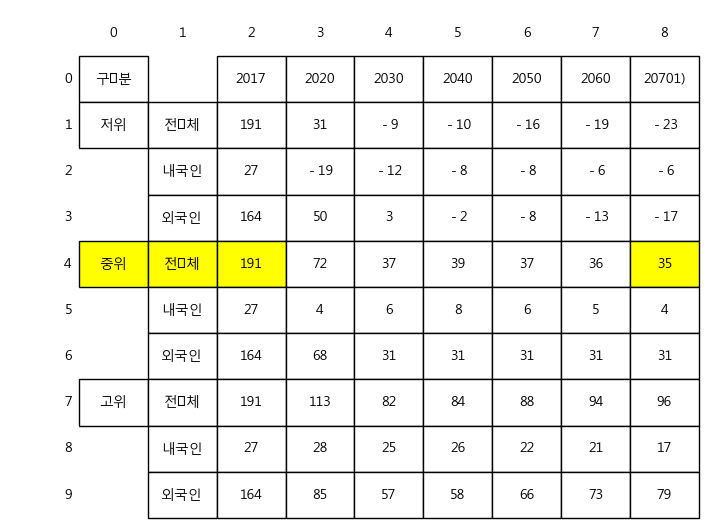 0 1 2 3 4 5 6 7 8
0 구 분 2017 2020 2030 2040 2050 2060 20701)
1 저위 전 체 191 31 - 9 - 10 - 16 - 19 - 23
2 내국인 27 - 19 - 12 - 8 - 8 - 6 - 6
3 외국인 164 50 3 - 2 - 8 - 13 - 17
4 중위 전 체 191 72 37 39 37 36 35
5 내국인 27 4 6 8 6 5 4
6 외국인 164 68 31 31 31 31 31
7 고위 전 체 191 113 82 84 88 94 96
8 내국인 27 28 25 26 22 21 17
9 외국인 164 85 57 58 66 73 79